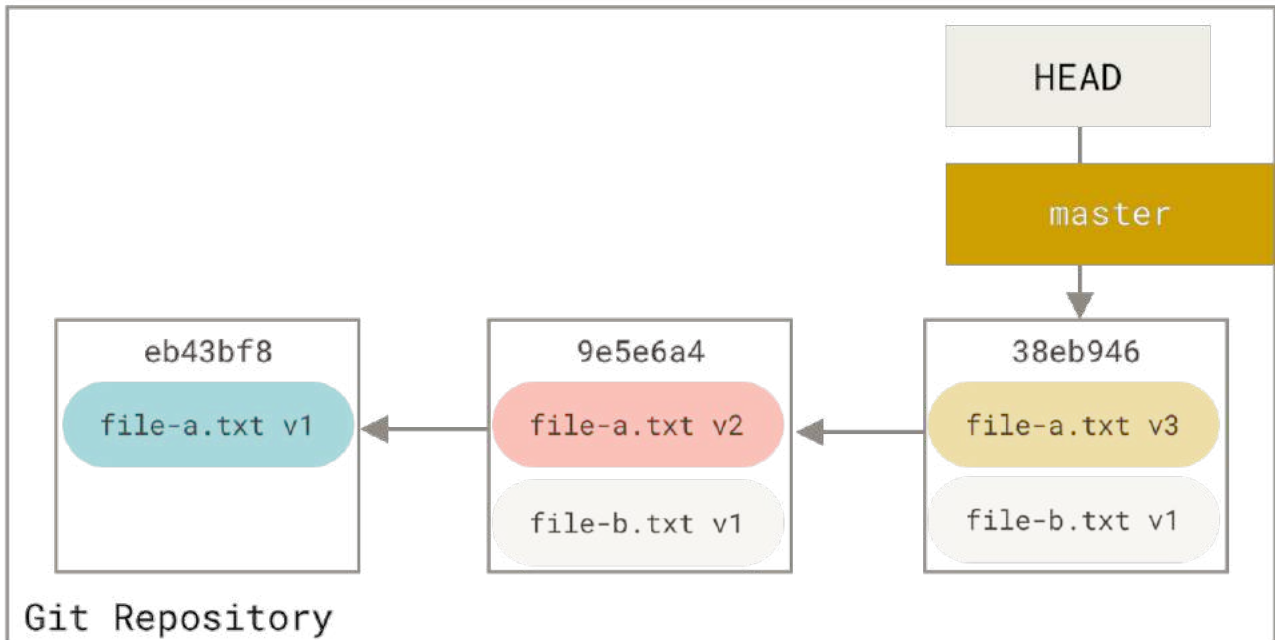 HEAD
master
eb43bf8
file-a.txt v1
9e5e6a4
file-a.txt v2
file-b.txt v1
38eb946
file-a.txt v3
file-b.txt v1
Git Repository